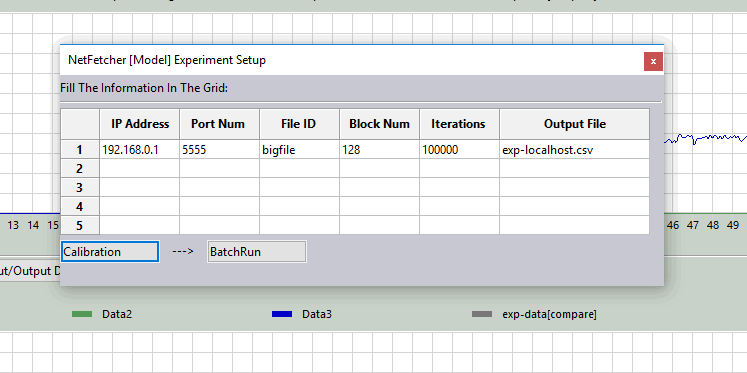 NetFetcher [Model] Experiment Setup
x
Fill The Information In The Grid:
IP Address Port Num File ID Block Num Iterations Output File
1 192.168.0.1 5555 bigfile 128 100000 exp-localhost.csv
2
3
4
5
13 14 15 46 47 48 49
Calibration ---> BatchRun
ut/Output D
Data2 Data3 exp-data[compare]